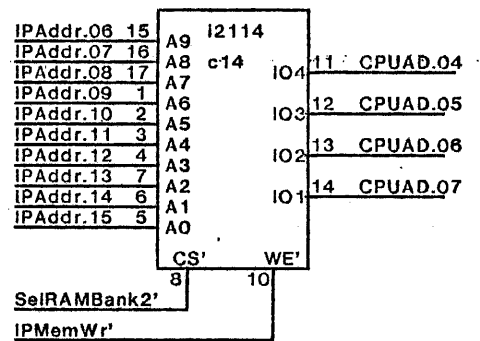 IPAddr.06 15 A9 i2114
IPAddr.07 16 A8 c14 IO4 11 CPUAD.04
IPAddr.08 17 A7
IPAddr.09 1 A6 IO3 12 CPUAD.05
IPAddr.10 2 A5
IPAddr.11 3 A4 IO2 13 CPUAD.06
IPAddr.12 4 A3
IPAddr.13 7 A2 IO1 14 CPUAD.07
IPAddr.14 6 A1
IPAddr.15 5 A0
CS' WE'
8 10
SelRAMBank2'
IPMemWr'